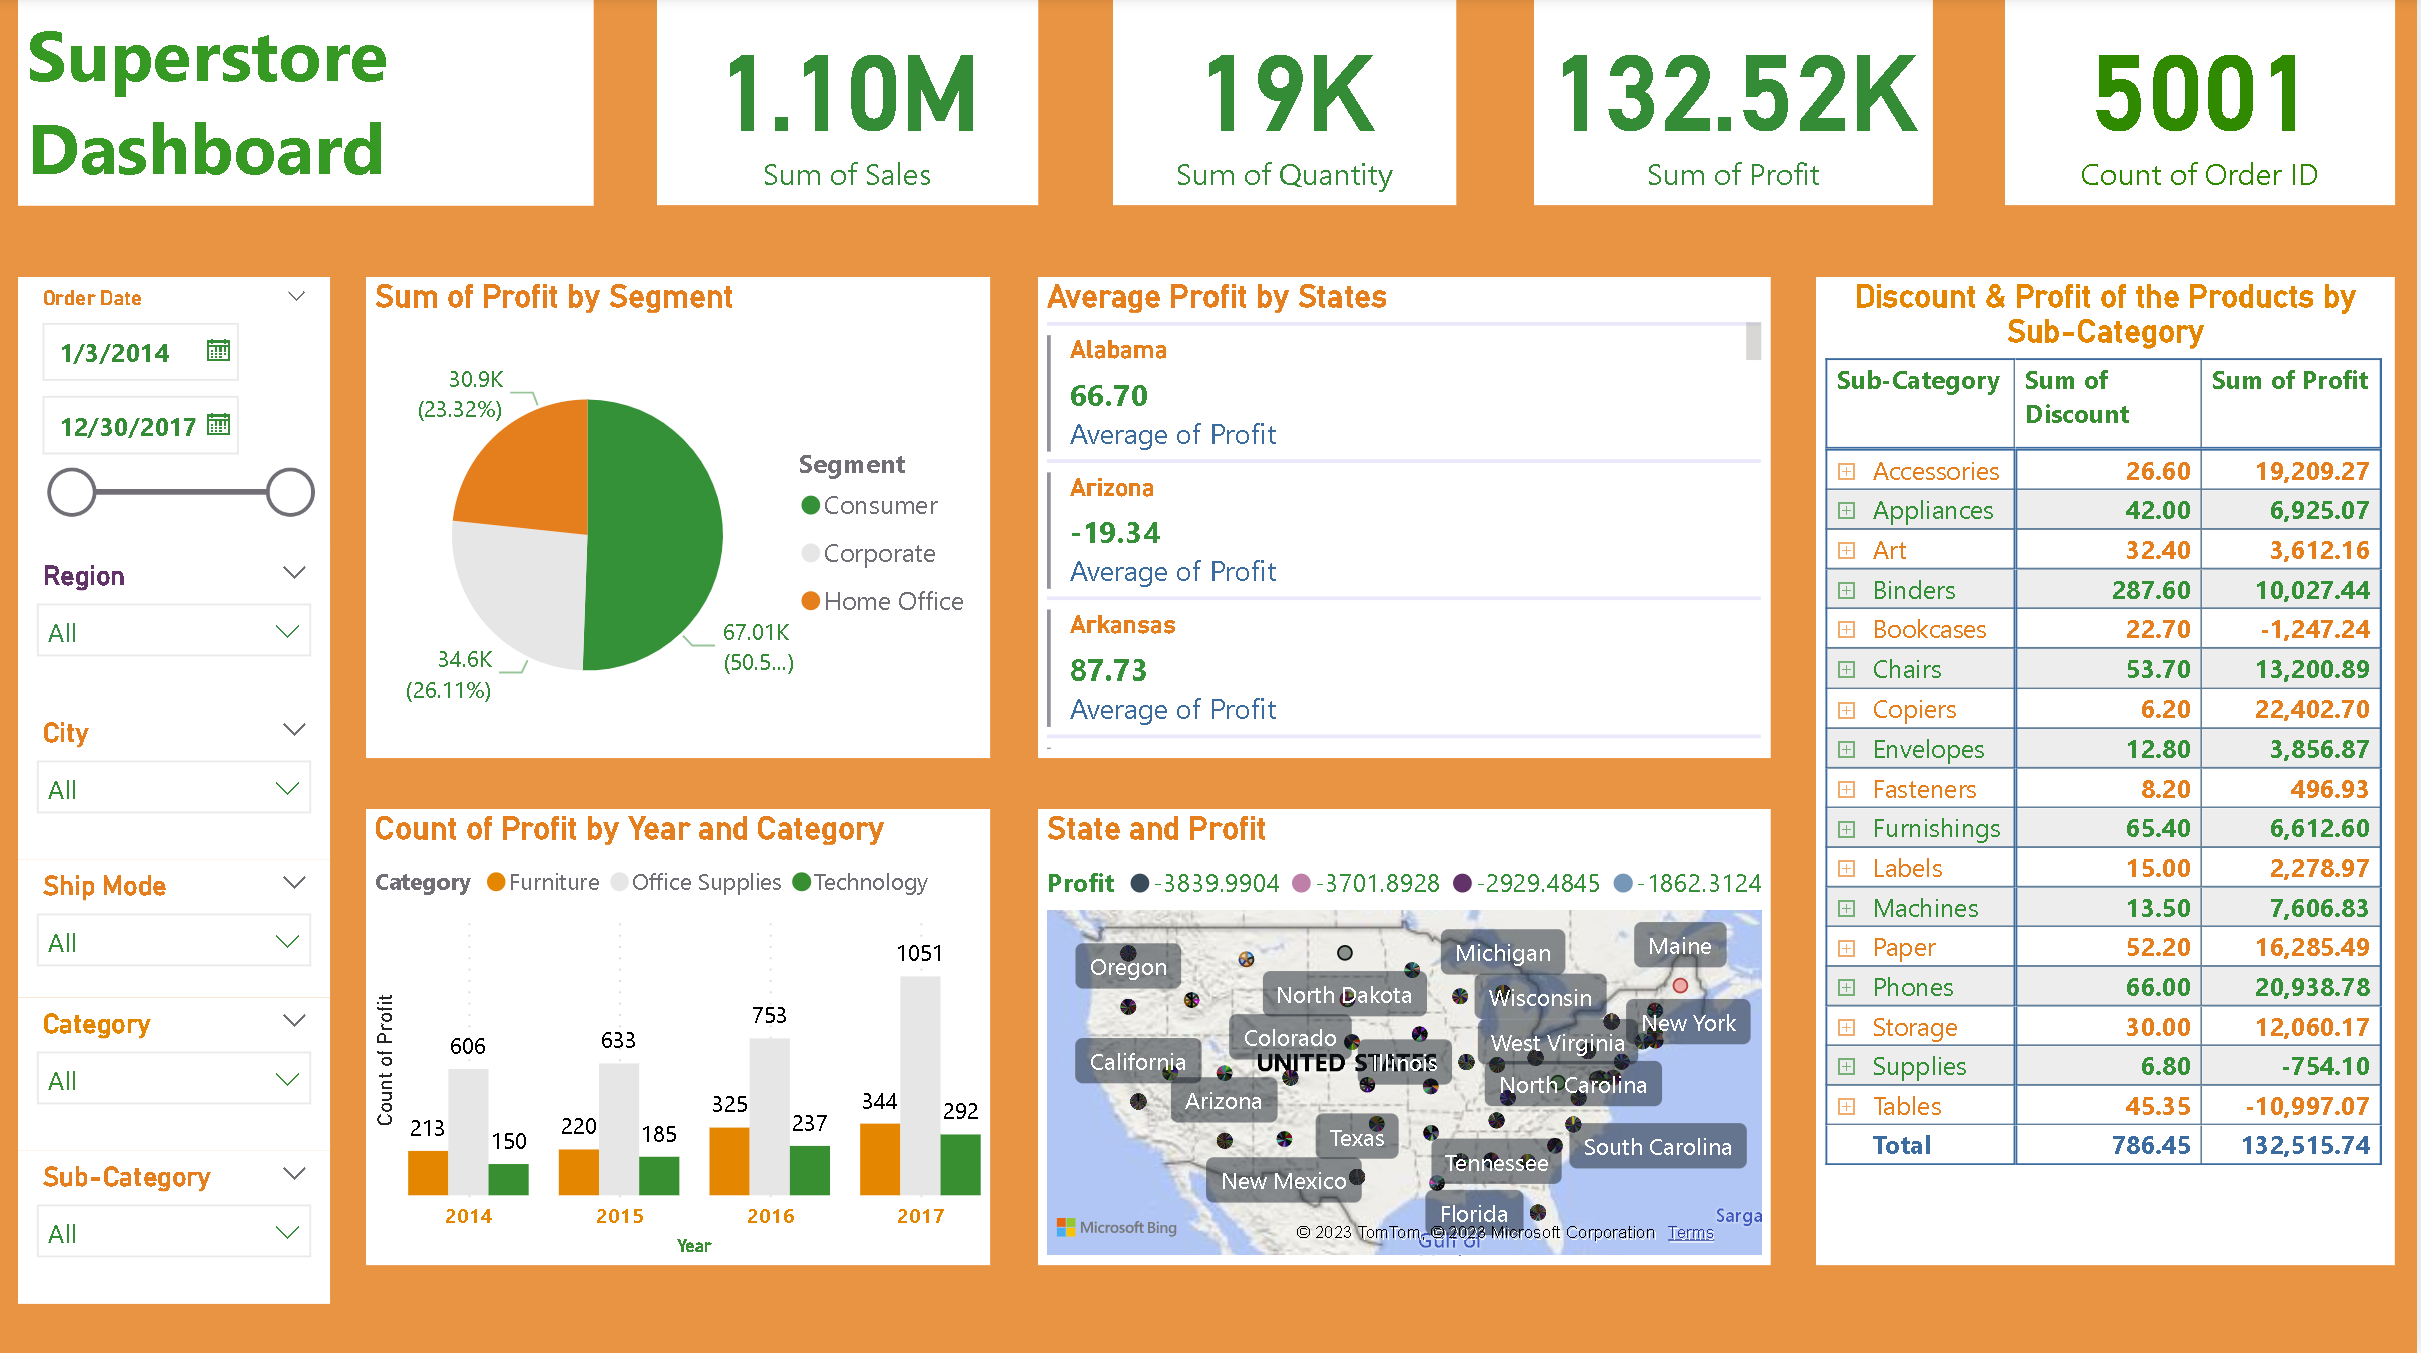 Superstore
Dashboard
1.10M
Sum of Sales
19K
Sum of Quantity
132.52K
Sum of Profit
5001
Count of Order ID
Order Date
1/3/2014
12/30/2017
Region
All
City
All
Ship Mode
All
Category
All
Sub-Category
All
Sum of Profit by Segment
30.9K
(23.32%)
34.6K
(26.11%)
67.01K
(50.5...)
Segment
Consumer
Corporate
Home Office
Average Profit by States
Alabama
66.70
Average of Profit
Arizona
-19.34
Average of Profit
Arkansas
87.73
Average of Profit
Count of Profit by Year and Category
Category Furniture Office Supplies Technology
Count of Profit
213 606 150
220 633 185
325 753 237
344 1051 292
2014 2015 2016 2017
Year
State and Profit
Profit -3839.9904 -3701.8928 -2929.4845 -1862.3124
Oregon
Michigan
Maine
North Dakota
Wisconsin
New York
Colorado
West Virginia
California
UNITED STATES
Illinois
North Carolina
Arizona
Texas
South Carolina
Tennessee
New Mexico
Florida
Sarga
Gulf of
Microsoft Bing
© 2023 TomTom, © 2023 Microsoft Corporation Terms
Discount & Profit of the Products by
Sub-Category
Sub-Category Sum of Discount Sum of Profit
Accessories 26.60 19,209.27
Appliances 42.00 6,925.07
Art 32.40 3,612.16
Binders 287.60 10,027.44
Bookcases 22.70 -1,247.24
Chairs 53.70 13,200.89
Copiers 6.20 22,402.70
Envelopes 12.80 3,856.87
Fasteners 8.20 496.93
Furnishings 65.40 6,612.60
Labels 15.00 2,278.97
Machines 13.50 7,606.83
Paper 52.20 16,285.49
Phones 66.00 20,938.78
Storage 30.00 12,060.17
Supplies 6.80 -754.10
Tables 45.35 -10,997.07
Total 786.45 132,515.74